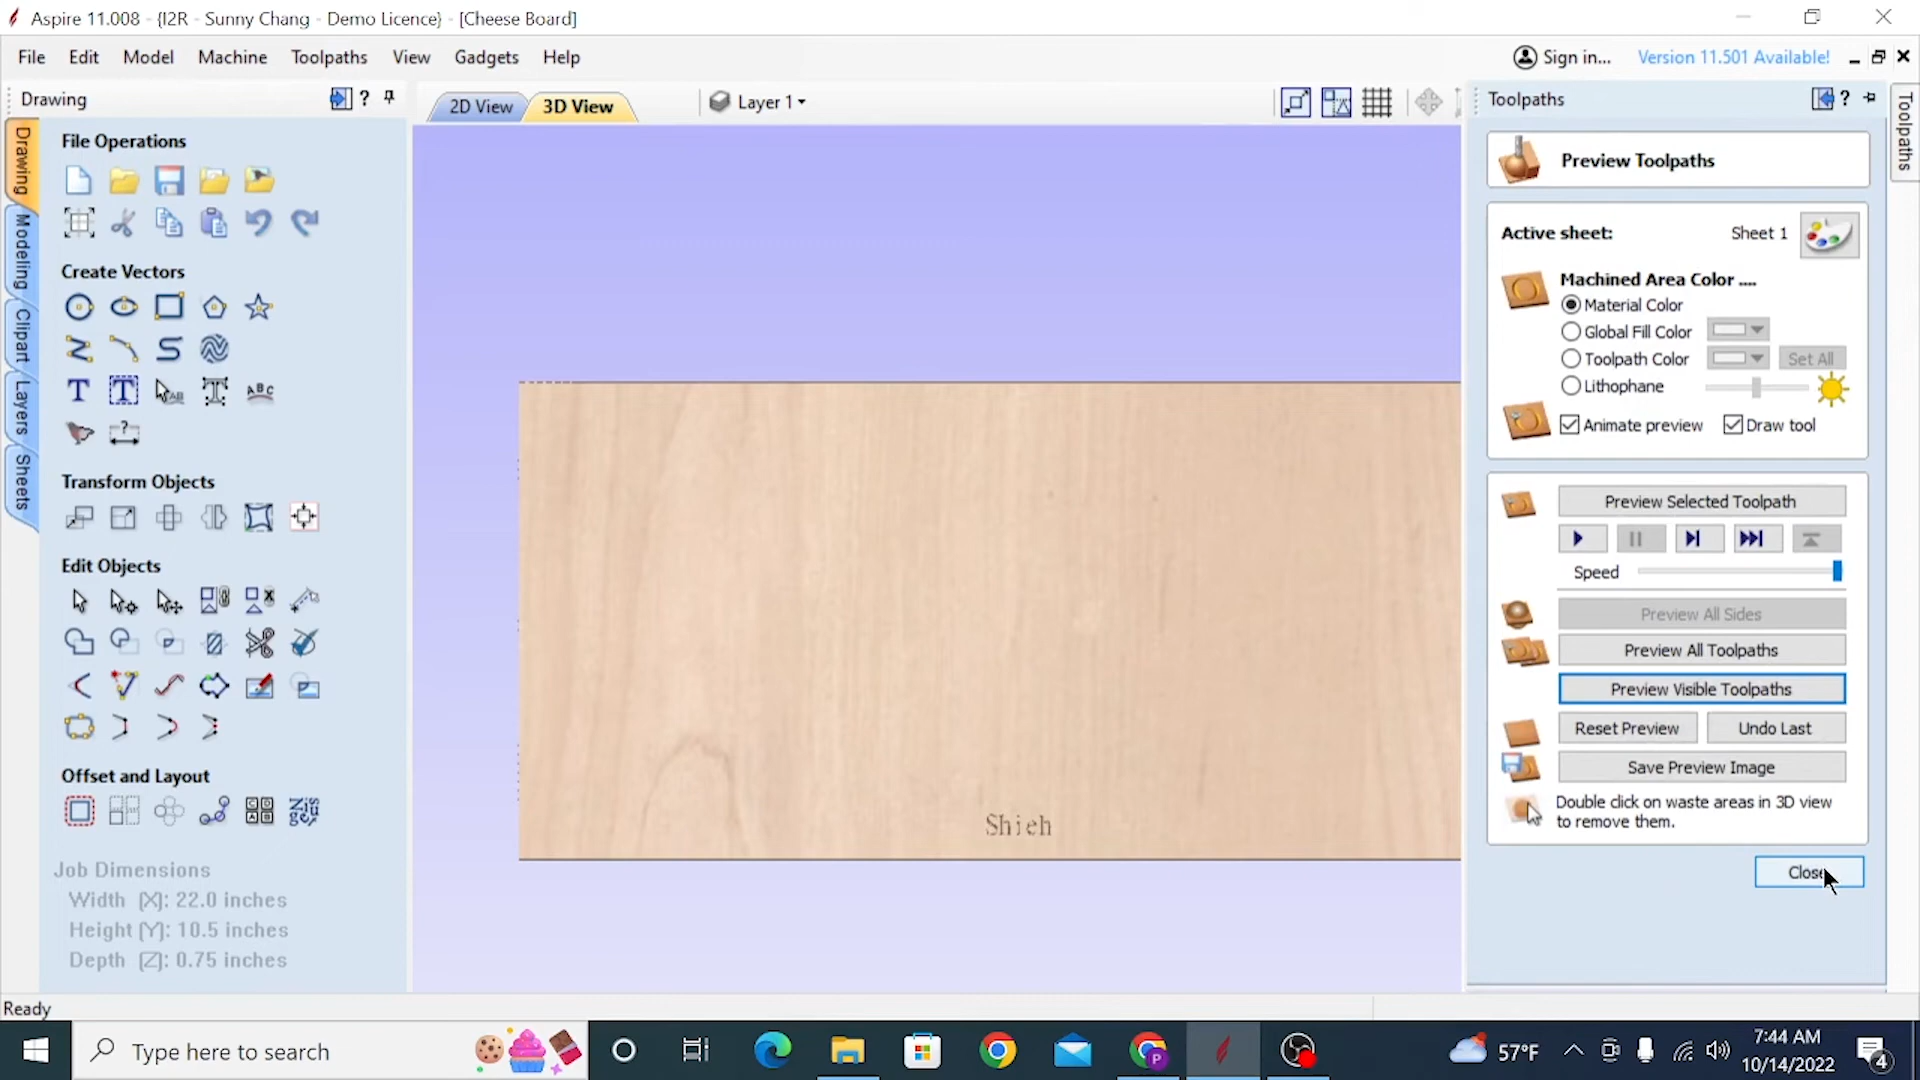 Aspire 11.008 - {I2R - Sunny Chang - Demo Licence} - [Cheese Board]
File Edit Model Machine Toolpaths View Gadgets Help
Sign in...
Version 11.501 Available!
Drawing
2D View
3D View
Layer 1
Toolpaths
Toolpaths
Drawing
Modeling
Clipart
Layers
Sheets
File Operations
Create Vectors
Transform Objects
Edit Objects
Offset and Layout
Job Dimensions
Width (X): 22.0 inches
Height (Y): 10.5 inches
Depth (Z): 0.75 inches
Shieh
Preview Toolpaths
Active sheet: Sheet 1
Machined Area Color ....
Material Color
Global Fill Color
Toolpath Color
Set All
Lithophane
Animate preview
Draw tool
Preview Selected Toolpath
Speed
Preview All Sides
Preview All Toolpaths
Preview Visible Toolpaths
Reset Preview
Undo Last
Save Preview Image
Double click on waste areas in 3D view
to remove them.
Close
Ready
Type here to search
57°F
7:44 AM
10/14/2022
4